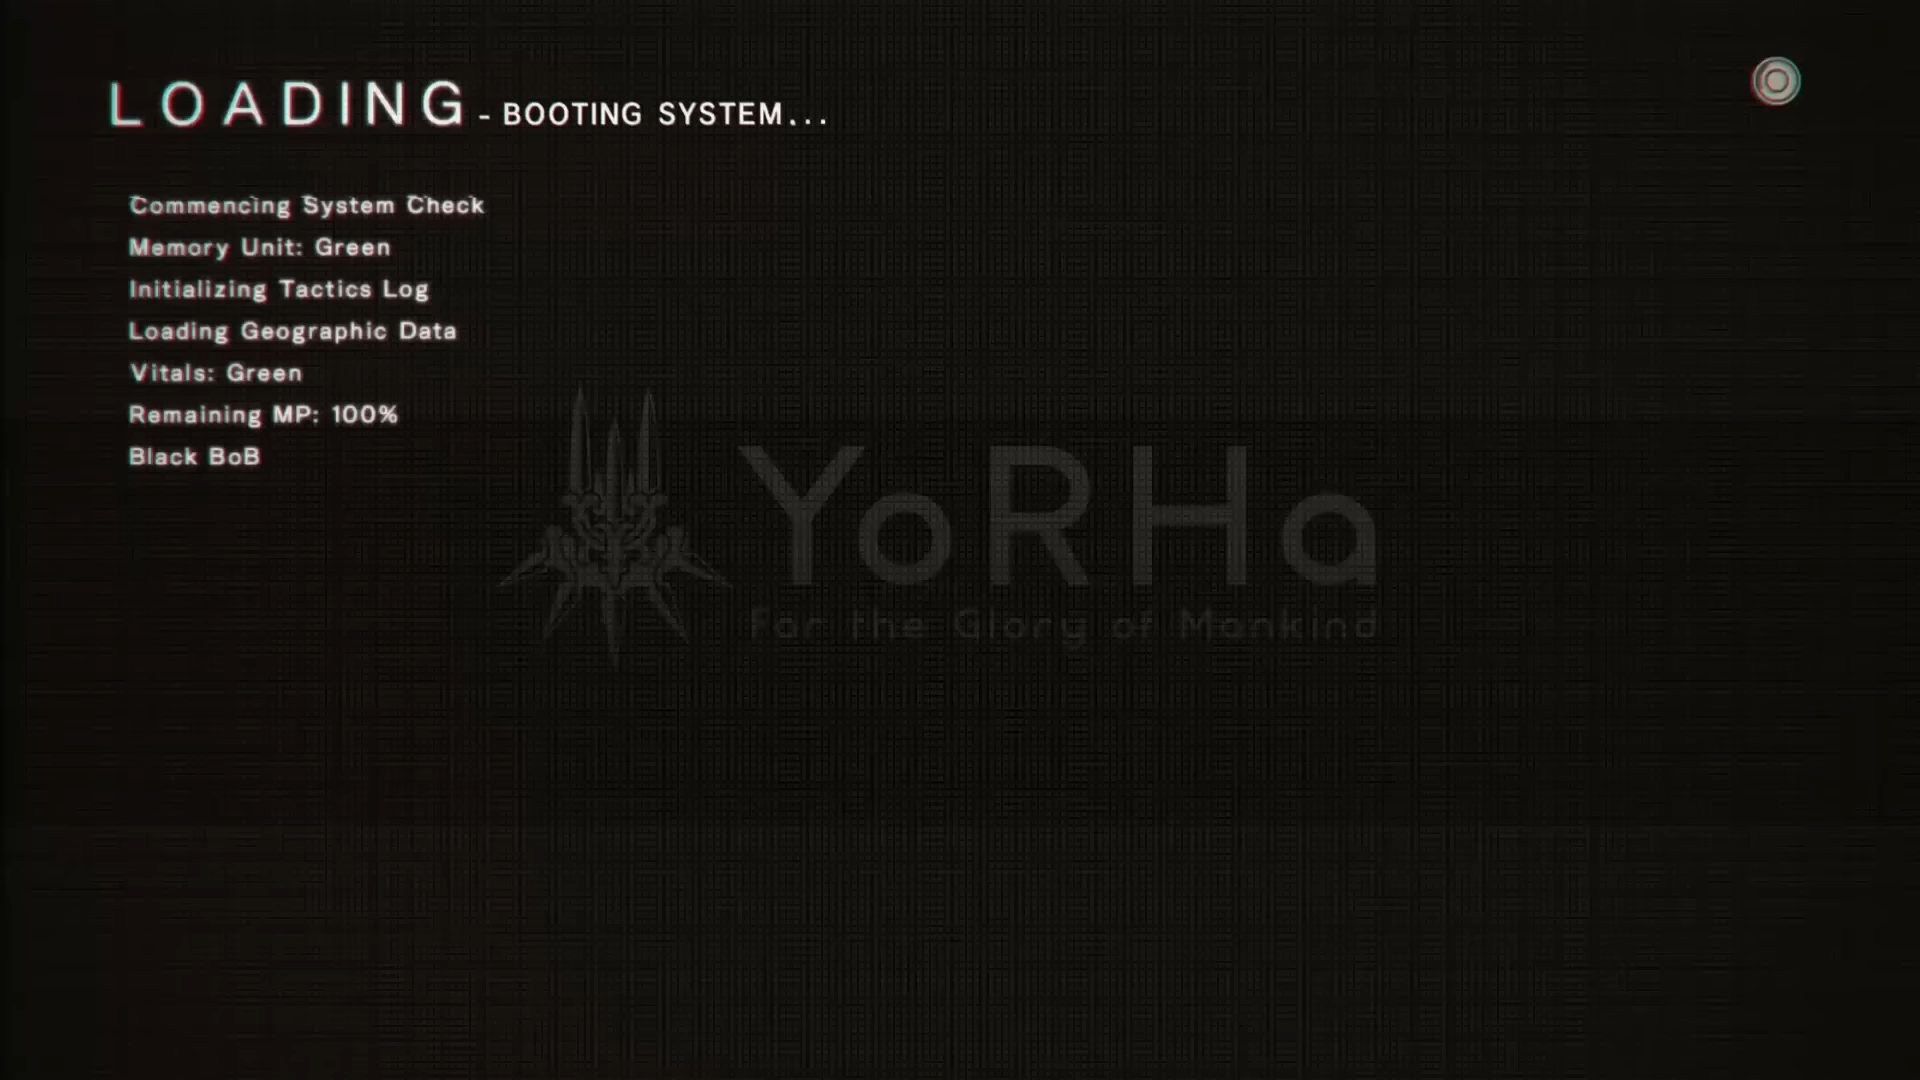 LOADING - BOOTING SYSTEM...
Commencing System Check
Memory Unit: Green
Initializing Tactics Log
Loading Geographic Data
Vitals: Green
Remaining MP: 100%
Black BoB
YoRHa
For the Glory of Mankind